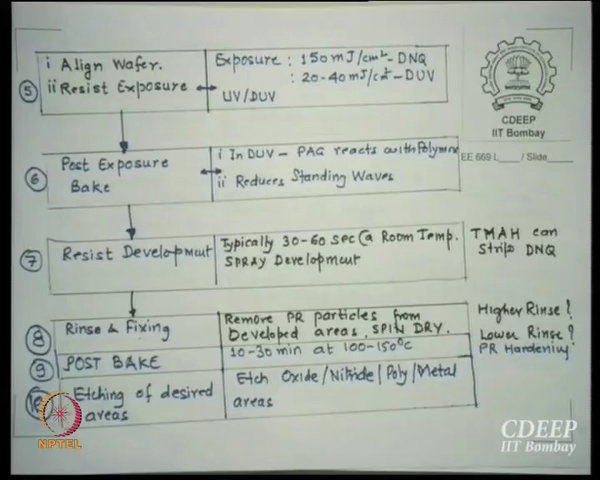 5
i Align Wafer.
ii Resist Exposure
Exposure : 150 mJ/cm² - DNQ
: 20-40 mJ/c² - DUV
UV/DUV
CDEEP
IIT Bombay
EE 669 L___/ Slide____
6
Post Exposure
Bake
i In DUV - PAG reacts with Polymer
ii Reduces Standing Waves
7
Resist Development
Typically 30-60 sec @ Room Temp.
SPRAY Development
TMAH can
Strip DNQ
8
Rinse & Fixing
Remove PR particles from
Developed areas. SPIN DRY.
Higher Rinse?
Lower Rinse?
9
POST BAKE
10-30 min at 100-150°C
PR Hardening
10
Etching of desired
areas
Etch Oxide/Nitride/Poly/Metal
areas
NPTEL
CDEEP
IIT Bombay